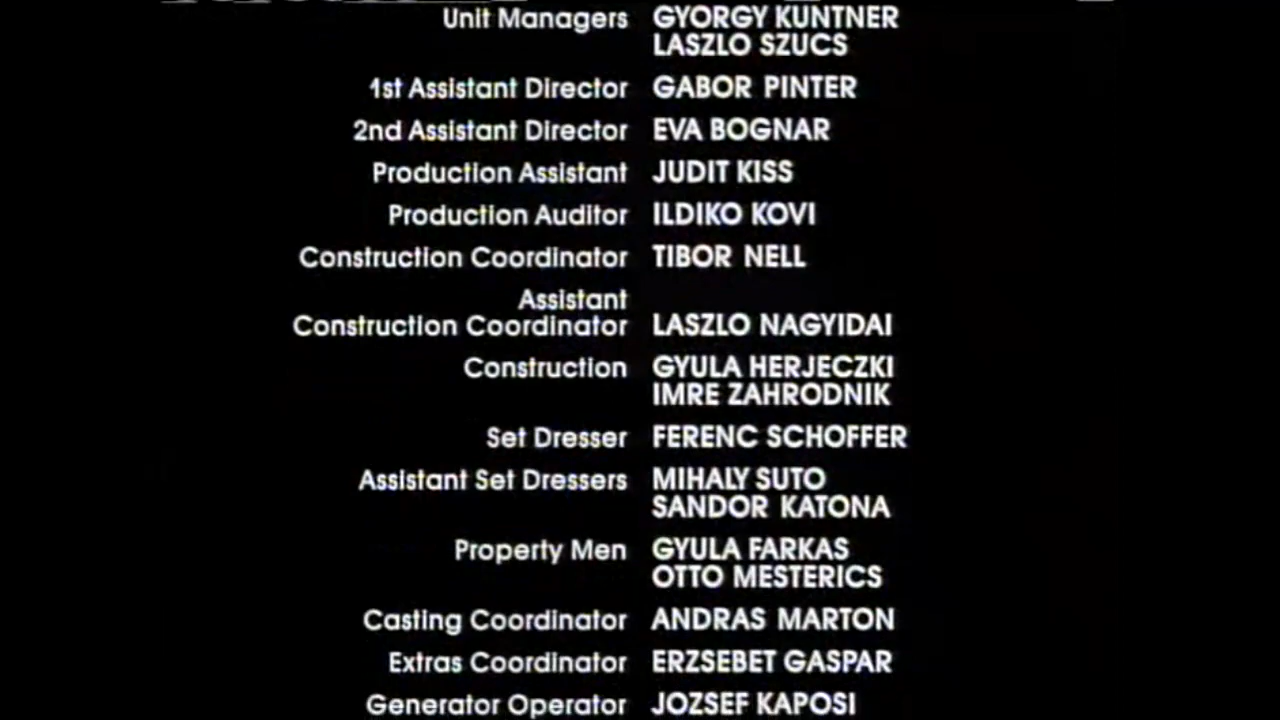 Unit Managers GYORGY KUNTNER
LASZLO SZUCS
1st Assistant Director GABOR PINTER
2nd Assistant Director EVA BOGNAR
Production Assistant JUDIT KISS
Production Auditor ILDIKO KOVI
Construction Coordinator TIBOR NELL
Assistant
Construction Coordinator LASZLO NAGYIDAI
Construction GYULA HERJECZKI
IMRE ZAHRODNIK
Set Dresser FERENC SCHOFFER
Assistant Set Dressers MIHALY SUTO
SANDOR KATONA
Property Men GYULA FARKAS
OTTO MESTERICS
Casting Coordinator ANDRAS MARTON
Extras Coordinator ERZSEBET GASPAR
Generator Operator JOZSEF KAPOSI